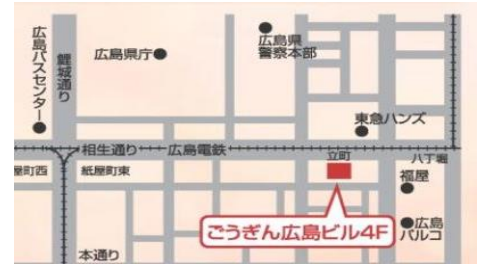 広島バスセンター
鯉城通り
広島県庁
広島県
警察本部
東急ハンズ
相生通り
広島電鉄
立町
八丁堀
屋町西
紙屋町東
福屋
ごうぎん広島ビル4F
広島
パルコ
本通り